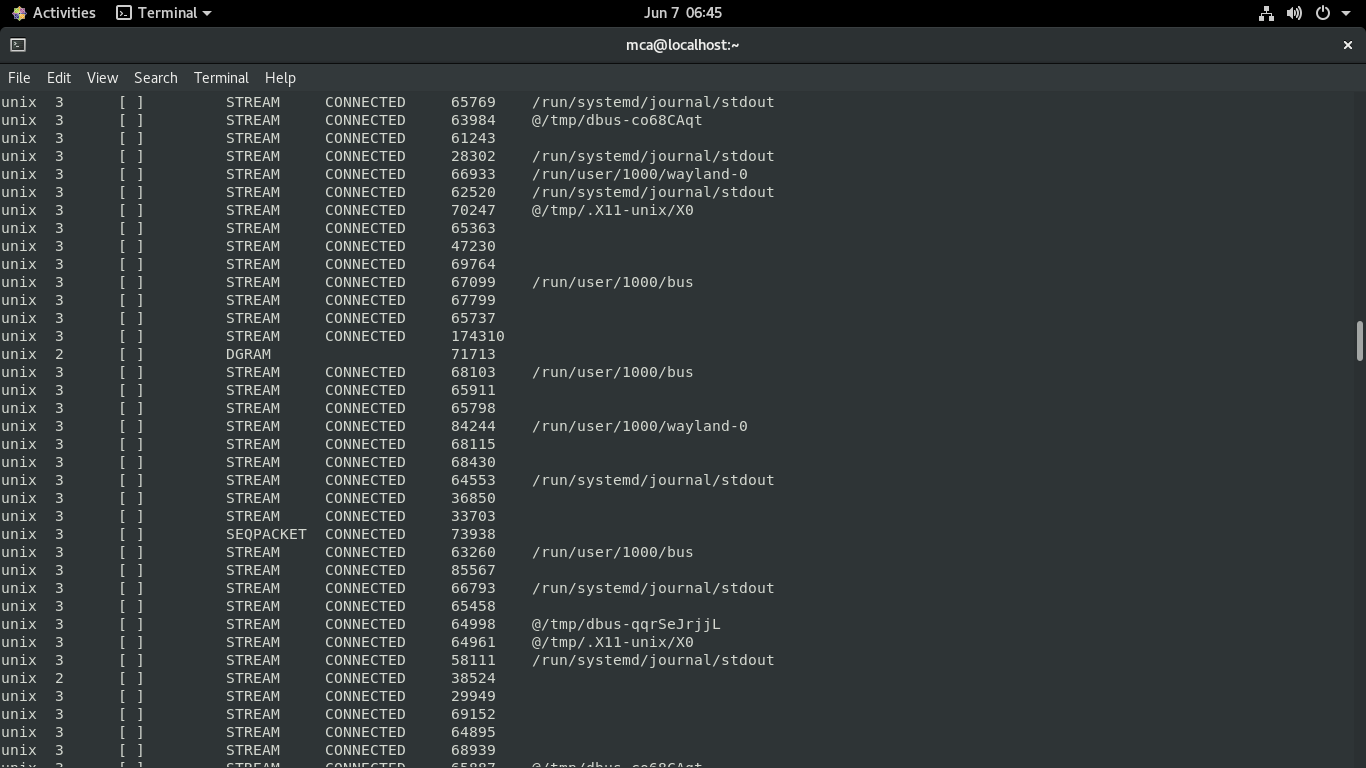 Activities Terminal Jun 7 06:45
mca@localhost:~
File Edit View Search Terminal Help
unix 3 [ ] STREAM CONNECTED 65769 /run/systemd/journal/stdout
unix 3 [ ] STREAM CONNECTED 63984 @/tmp/dbus-co68CAqt
unix 3 [ ] STREAM CONNECTED 61243
unix 3 [ ] STREAM CONNECTED 28302 /run/systemd/journal/stdout
unix 3 [ ] STREAM CONNECTED 66933 /run/user/1000/wayland-0
unix 3 [ ] STREAM CONNECTED 62520 /run/systemd/journal/stdout
unix 3 [ ] STREAM CONNECTED 70247 @/tmp/.X11-unix/X0
unix 3 [ ] STREAM CONNECTED 65363
unix 3 [ ] STREAM CONNECTED 47230
unix 3 [ ] STREAM CONNECTED 69764
unix 3 [ ] STREAM CONNECTED 67099 /run/user/1000/bus
unix 3 [ ] STREAM CONNECTED 67799
unix 3 [ ] STREAM CONNECTED 65737
unix 3 [ ] STREAM CONNECTED 174310
unix 2 [ ] DGRAM 71713
unix 3 [ ] STREAM CONNECTED 68103 /run/user/1000/bus
unix 3 [ ] STREAM CONNECTED 65911
unix 3 [ ] STREAM CONNECTED 65798
unix 3 [ ] STREAM CONNECTED 84244 /run/user/1000/wayland-0
unix 3 [ ] STREAM CONNECTED 68115
unix 3 [ ] STREAM CONNECTED 68430
unix 3 [ ] STREAM CONNECTED 64553 /run/systemd/journal/stdout
unix 3 [ ] STREAM CONNECTED 36850
unix 3 [ ] STREAM CONNECTED 33703
unix 3 [ ] SEQPACKET CONNECTED 73938
unix 3 [ ] STREAM CONNECTED 63260 /run/user/1000/bus
unix 3 [ ] STREAM CONNECTED 85567
unix 3 [ ] STREAM CONNECTED 66793 /run/systemd/journal/stdout
unix 3 [ ] STREAM CONNECTED 65458
unix 3 [ ] STREAM CONNECTED 64998 @/tmp/dbus-qqrSeJrjjL
unix 3 [ ] STREAM CONNECTED 64961 @/tmp/.X11-unix/X0
unix 3 [ ] STREAM CONNECTED 58111 /run/systemd/journal/stdout
unix 2 [ ] STREAM CONNECTED 38524
unix 3 [ ] STREAM CONNECTED 29949
unix 3 [ ] STREAM CONNECTED 69152
unix 3 [ ] STREAM CONNECTED 64895
unix 3 [ ] STREAM CONNECTED 68939
unix 3 [ ] STREAM CONNECTED 65887 @/tmp/dbus-co68CAqt